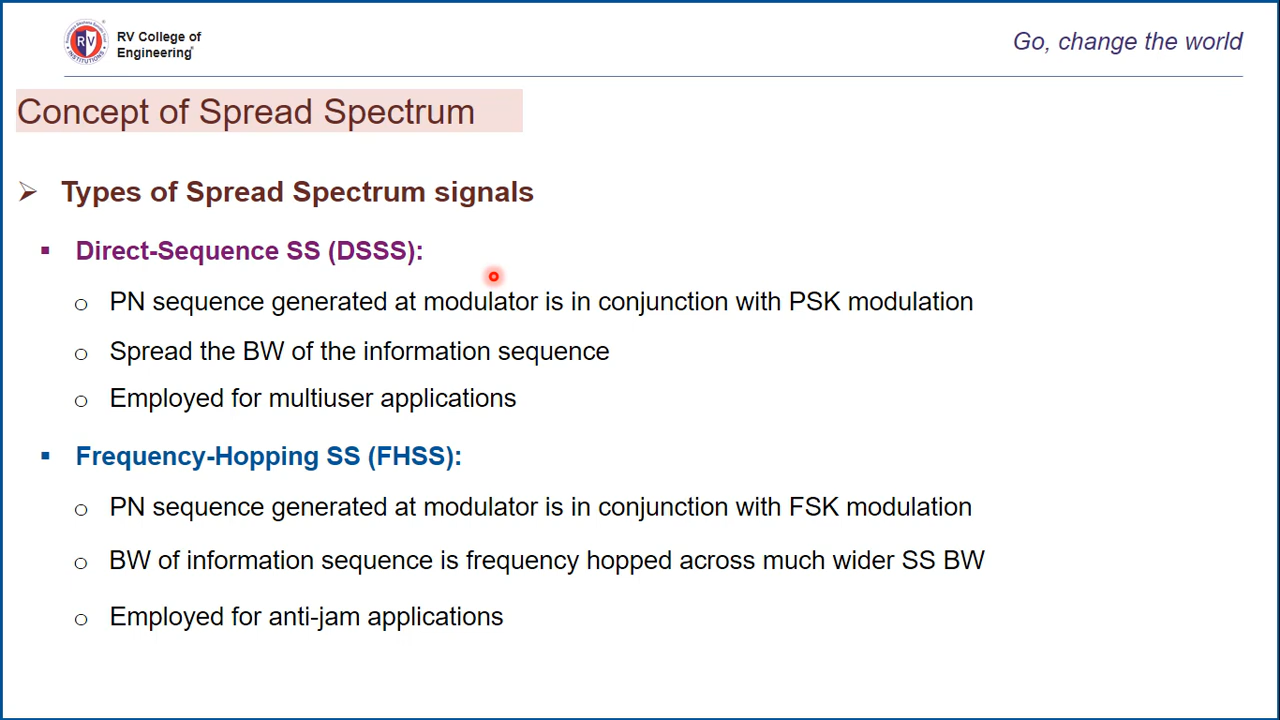 RV College of
Engineering
Go, change the world
Concept of Spread Spectrum
Types of Spread Spectrum signals
Direct-Sequence SS (DSSS):
PN sequence generated at modulator is in conjunction with PSK modulation
Spread the BW of the information sequence
Employed for multiuser applications
Frequency-Hopping SS (FHSS):
PN sequence generated at modulator is in conjunction with FSK modulation
BW of information sequence is frequency hopped across much wider SS BW
Employed for anti-jam applications